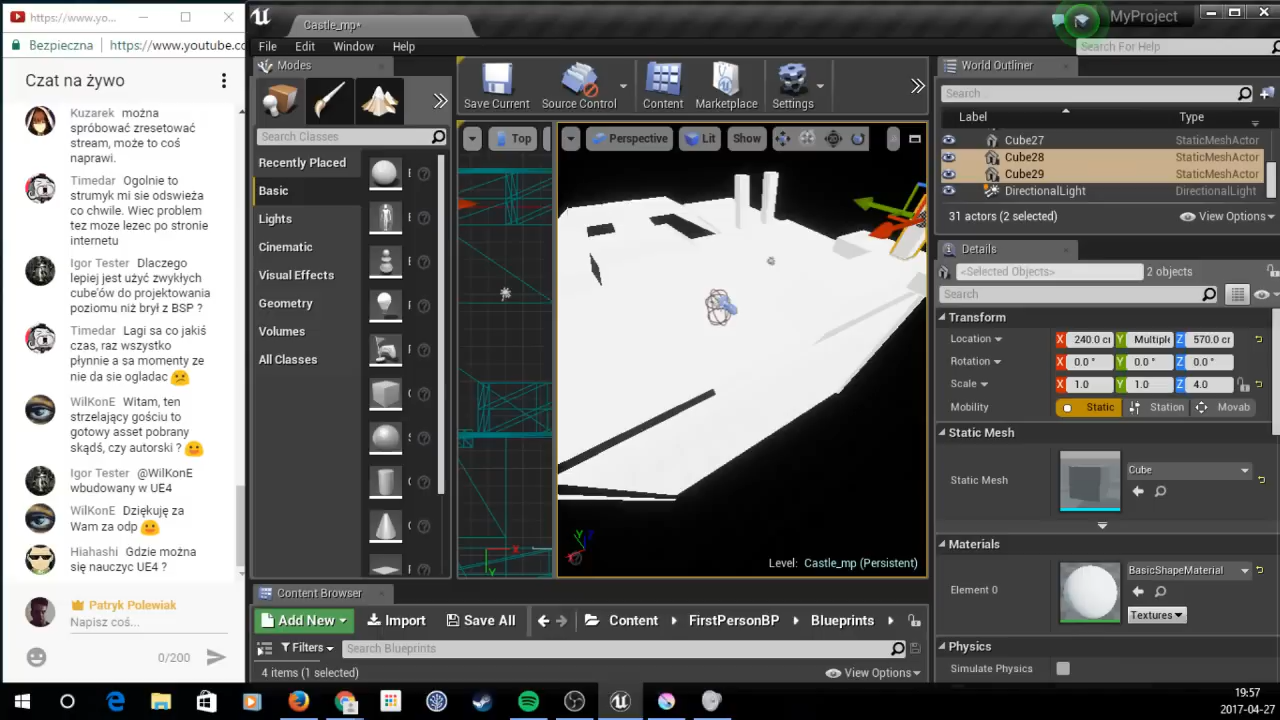 https://www.yo...
Bezpieczna
https://www.youtube.cc
Czat na żywo
Kuzarek można
spróbować zresetować
stream, może to coś
naprawi.
Timedar Ogolnie to
strumyk mi sie odswieża
co chwile. Wiec problem
tez moze lezec po stronie
internetu
Igor Tester Dlaczego
lepiej jest użyć zwykłych
cube'ów do projektowania
poziomu niż brył z BSP ?
Timedar Lagi sa co jakiś
czas, raz wszystko
płynnie a sa momenty ze
nie da sie ogladac
WilKonE Witam, ten
strzelający gościu to
gotowy asset pobrany
skądś, czy autorski ?
Igor Tester @WilKonE
wbudowany w UE4
WilKonE Dziękuję za
Wam za odp
Hiahashi Gdzie można
się nauczyc UE4 ?
Patryk Polewiak
Napisz coś...
0/200
Castle_mp*
MyProject
File Edit Window Help
Search For Help
Modes
Search Classes
Recently Placed
Basic
Lights
Cinematic
Visual Effects
Geometry
Volumes
All Classes
Save Current
Source Control
Content
Marketplace
Settings
Top
Perspective
Lit
Show
Level: Castle_mp (Persistent)
World Outliner
Search...
Label
Type
Cube27 StaticMeshActor
Cube28 StaticMeshActor
Cube29 StaticMeshActor
DirectionalLight DirectionalLight
31 actors (2 selected)
View Options
Details
<Selected Objects>
2 objects
Search
Transform
Location X 240.0 cr Y Multiple Z 570.0 cr
Rotation X 0.0 ° Y 0.0 ° Z 0.0 °
Scale X 1.0 Y 1.0 Z 4.0
Mobility Static Station Movab
Static Mesh
Static Mesh
Cube
Materials
Element 0
BasicShapeMaterial
Textures
Physics
Simulate Physics
Content Browser
Add New
Import
Save All
Content
FirstPersonBP
Blueprints
Filters
Search Blueprints
4 items (1 selected)
View Options
19:57
2017-04-27